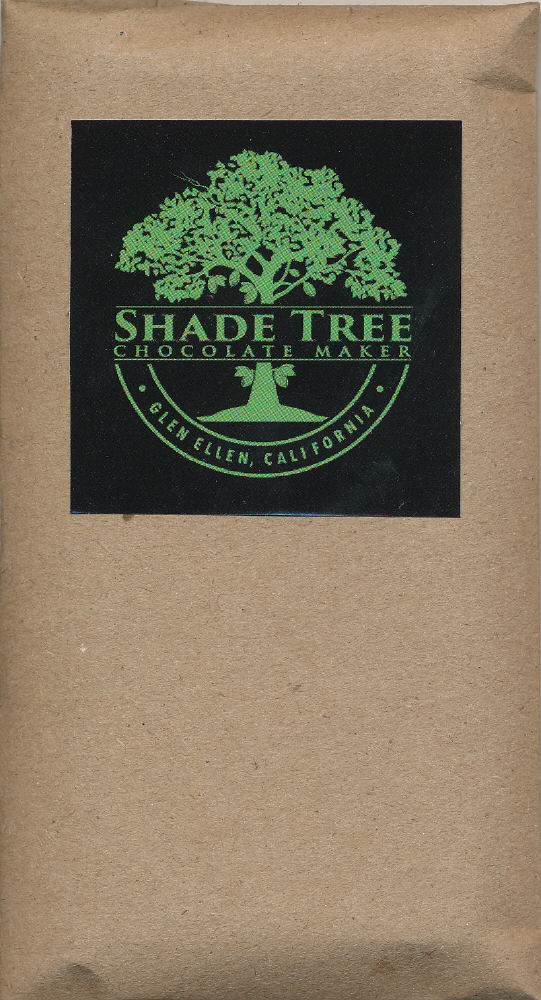 SHADE TREE
CHOCOLATE MAKER
• GLEN ELLEN, CALIFORNIA •